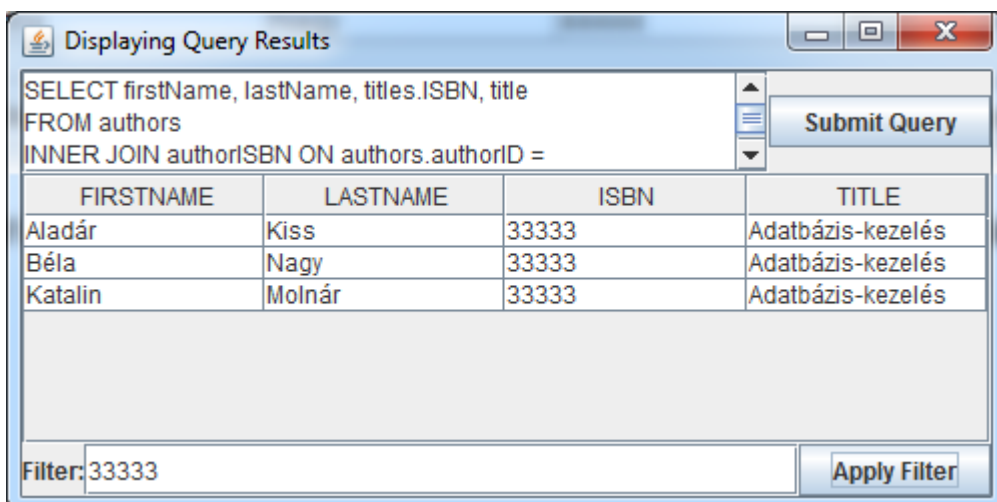 Displaying Query Results
SELECT firstName, lastName, titles.ISBN, title
FROM authors
INNER JOIN authorISBN ON authors.authorID =
Submit Query
FIRSTNAME LASTNAME ISBN TITLE
Aladár Kiss 33333 Adatbázis-kezelés
Béla Nagy 33333 Adatbázis-kezelés
Katalin Molnár 33333 Adatbázis-kezelés
Filter: 33333 Apply Filter